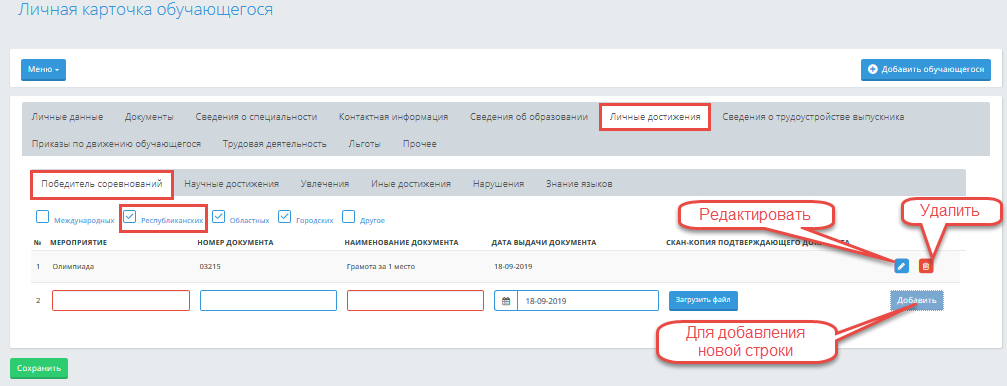 Личная карточка обучающегося
Меню
Добавить обучающегося
Личные данные Документы Сведения о специальности Контактная информация Сведения об образовании Личные достижения Сведения о трудоустройстве выпускника
Приказы по движению обучающегося Трудовая деятельность Льготы Прочее
Победитель соревнований Научные достижения Увлечения Иные достижения Нарушения Знание языков
Международных Республиканских Областных Городских Другое
Редактировать
Удалить
№ МЕРОПРИЯТИЕ НОМЕР ДОКУМЕНТА НАИМЕНОВАНИЕ ДОКУМЕНТА ДАТА ВЫДАЧИ ДОКУМЕНТА СКАН-КОПИЯ ПОДТВЕРЖДАЮЩЕГО ДОКУМЕНТА
1 Олимпиада 03215 Грамота за 1 место 18-09-2019
2 18-09-2019 Загрузить файл Добавить
Для добавления
новой строки
Сохранить